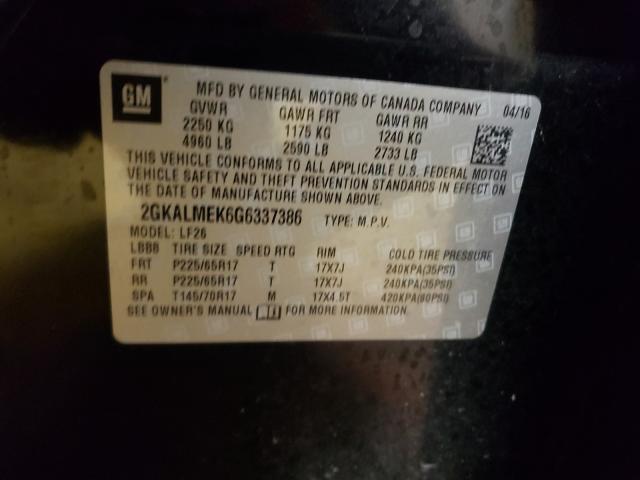 GM MFD BY GENERAL MOTORS OF CANADA COMPANY 04/16
GVWR GAWR FRT GAWR RR
2250 KG 1175 KG 1240 KG
4960 LB 2590 LB 2733 LB
THIS VEHICLE CONFORMS TO ALL APPLICABLE U.S. FEDERAL MOTOR
VEHICLE SAFETY AND THEFT PREVENTION STANDARDS IN EFFECT ON
THE DATE OF MANUFACTURE SHOWN ABOVE.
2GKALMEK6G6337386 TYPE: M.P.V.
MODEL: LF26
LBBB TIRE SIZE SPEED RTG RIM COLD TIRE PRESSURE
FRT P225/65R17 T 17X7J 240KPA(35PSI)
RR P225/65R17 T 17X7J 240KPA(35PSI)
SPA T145/70R17 M 17X4.5T 420KPA(60PSI)
SEE OWNER'S MANUAL FOR MORE INFORMATION.